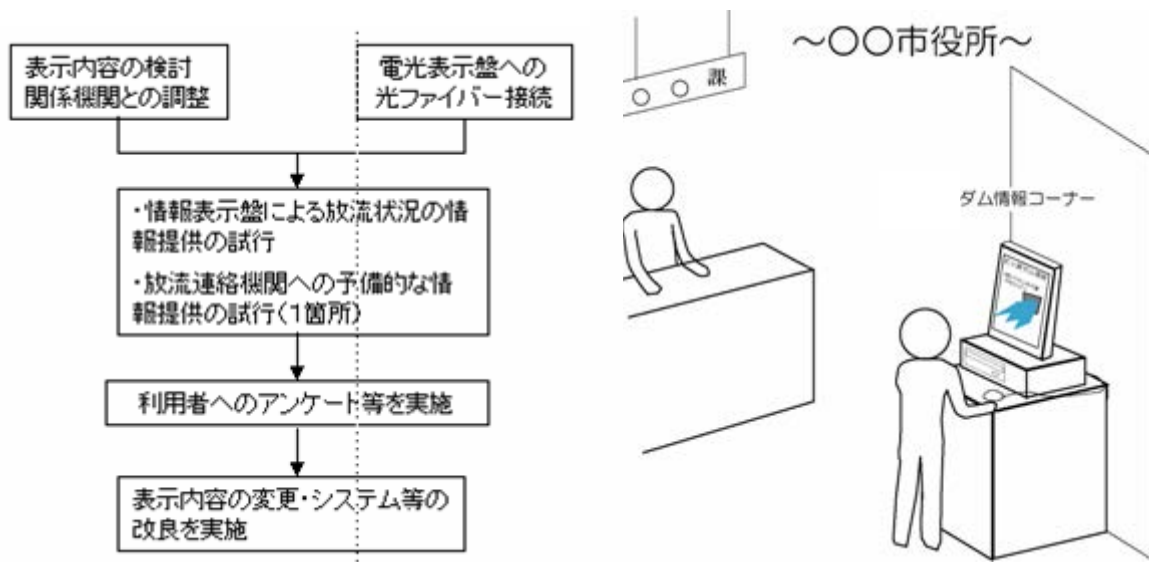 表示内容の検討
関係機関との調整
電光表示盤への
光ファイバー接続
・情報表示盤による放流状況の情
報提供の試行
・放流連絡機関への予備的な情
報提供の試行(1箇所)
利用者へのアンケート等を実施
表示内容の変更・システム等の
改良を実施
~〇〇市役所~
〇〇課
ダム情報コーナー